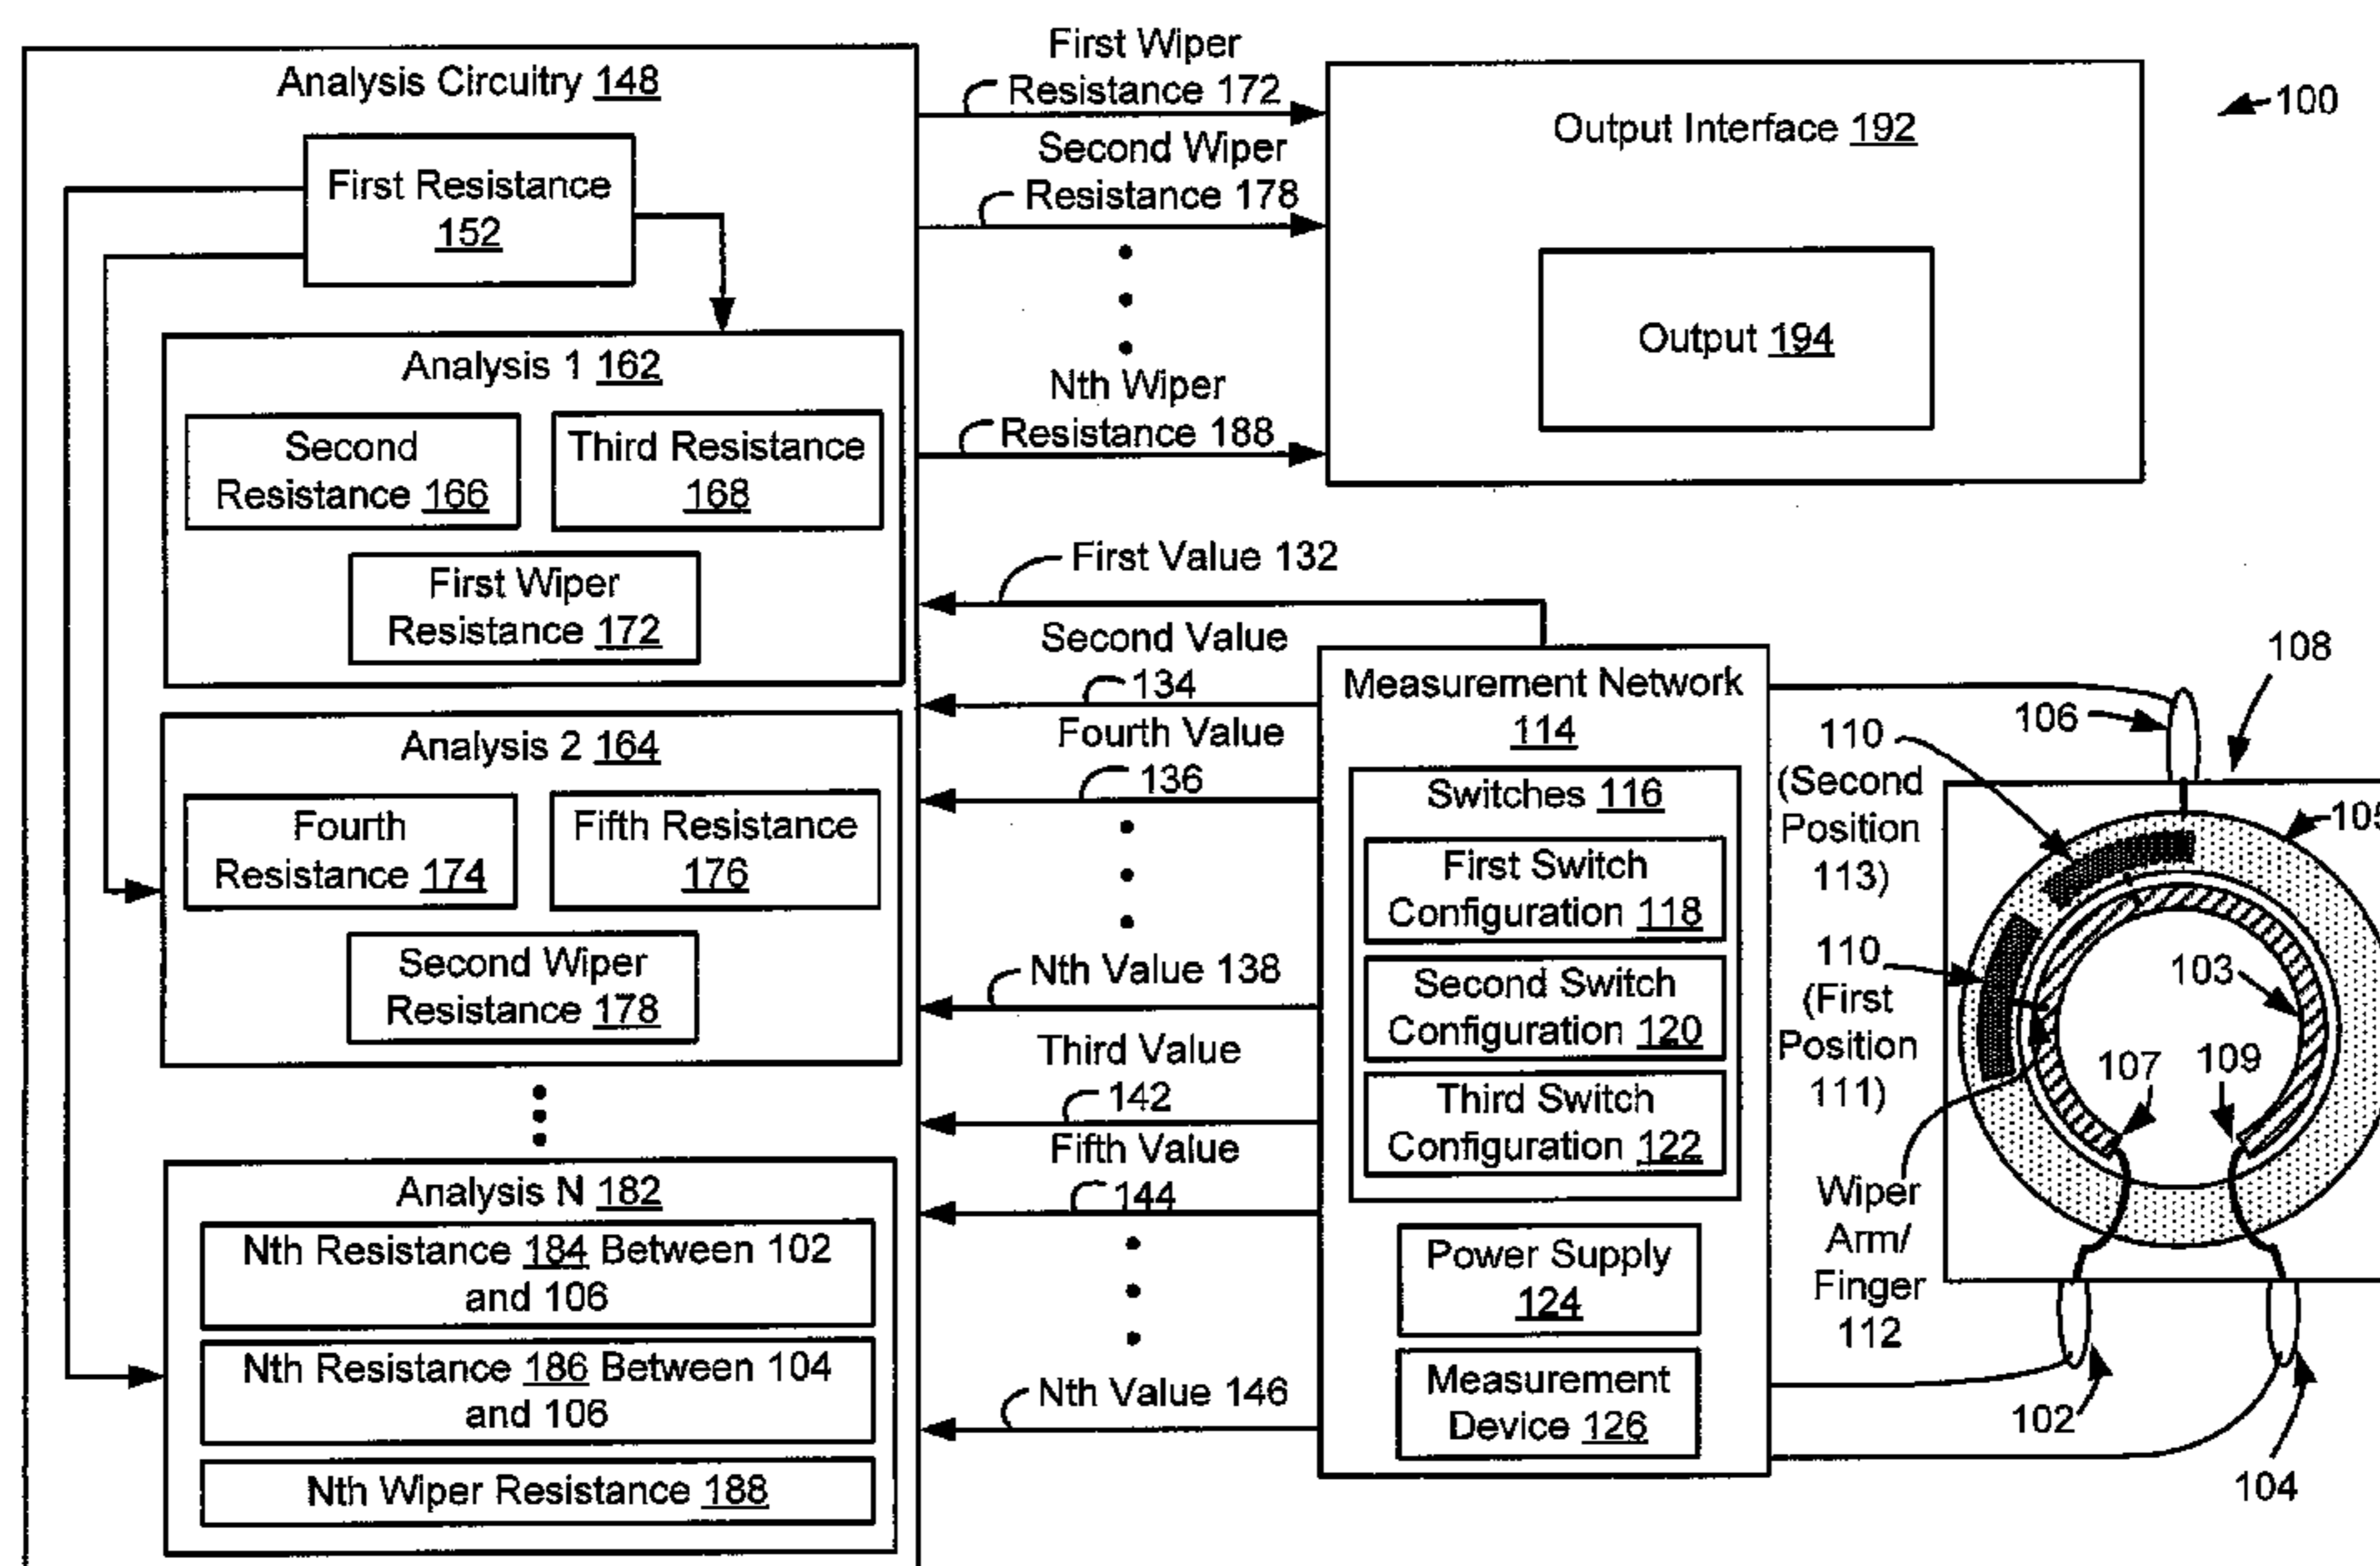 Analysis Circuitry 148
First Resistance
152
Analysis 1 162
Second
Resistance 166
Third Resistance
168
First Wiper
Resistance 172
Analysis 2 164
Fourth
Resistance 174
Fifth Resistance
176
Second Wiper
Resistance 178
Analysis N 182
Nth Resistance 184 Between 102
and 106
Nth Resistance 186 Between 104
and 106
Nth Wiper Resistance 188
First Wiper
Resistance 172
Second Wiper
Resistance 178
Nth Wiper
Resistance 188
Output Interface 192
Output 194
100
First Value 132
Second Value
134
Fourth Value
136
Nth Value 138
Third Value
142
Fifth Value
144
Nth Value 146
Measurement Network
114
Switches 116
First Switch
Configuration 118
Second Switch
Configuration 120
Third Switch
Configuration 122
Power Supply
124
Measurement
Device 126
108
106
110
(Second
Position
113)
105
110
(First
Position
111)
103
107
109
Wiper
Arm/
Finger
112
102
104